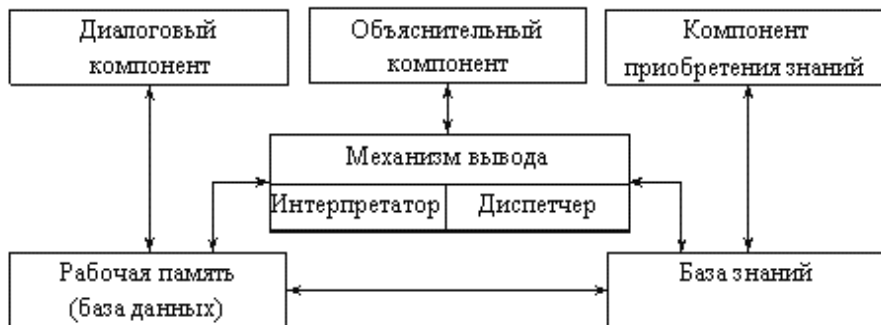 Диалоговый
компонент
Объяснительный
компонент
Компонент
приобретения знаний
Механизм вывода
Интерпретатор
Диспетчер
Рабочая память
(база данных)
База знаний